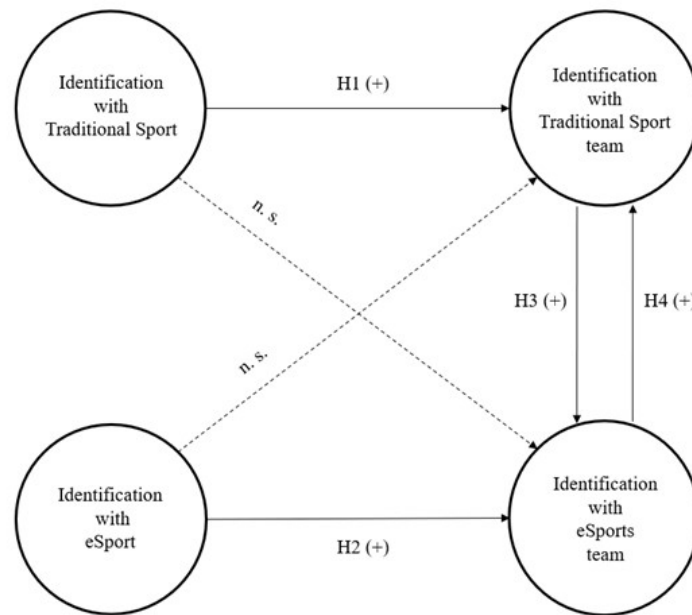 Identification
with
Traditional Sport
H1 (+)
Identification
with
Traditional Sport
team
n. s.
n. s.
H3 (+)
H4 (+)
Identification
with
eSport
H2 (+)
Identification
with
eSports
team